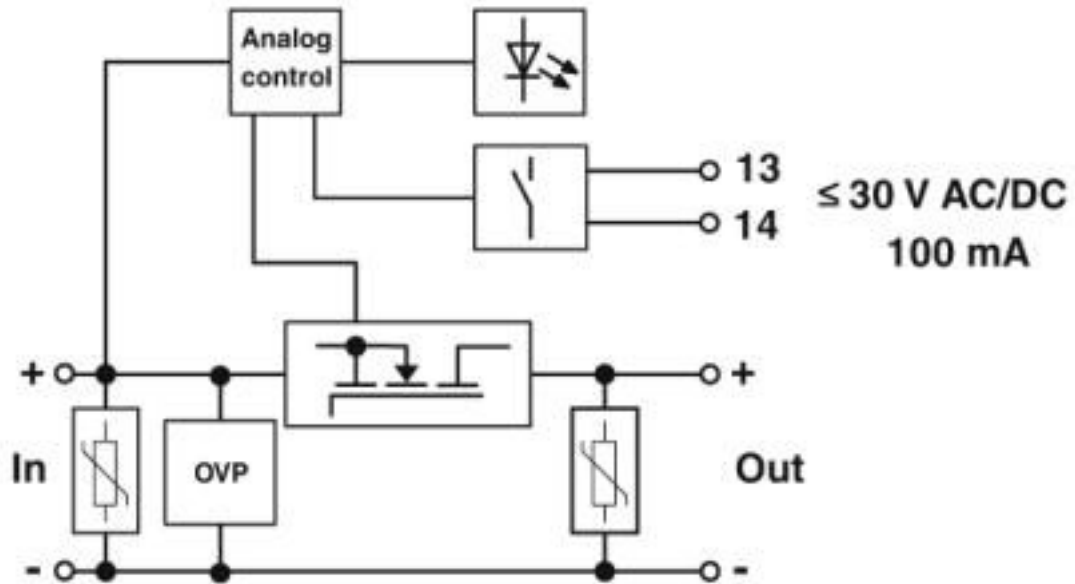 Analog
control
13
≤ 30 V AC/DC
14
100 mA
+
+
In
OVP
Out
-
-